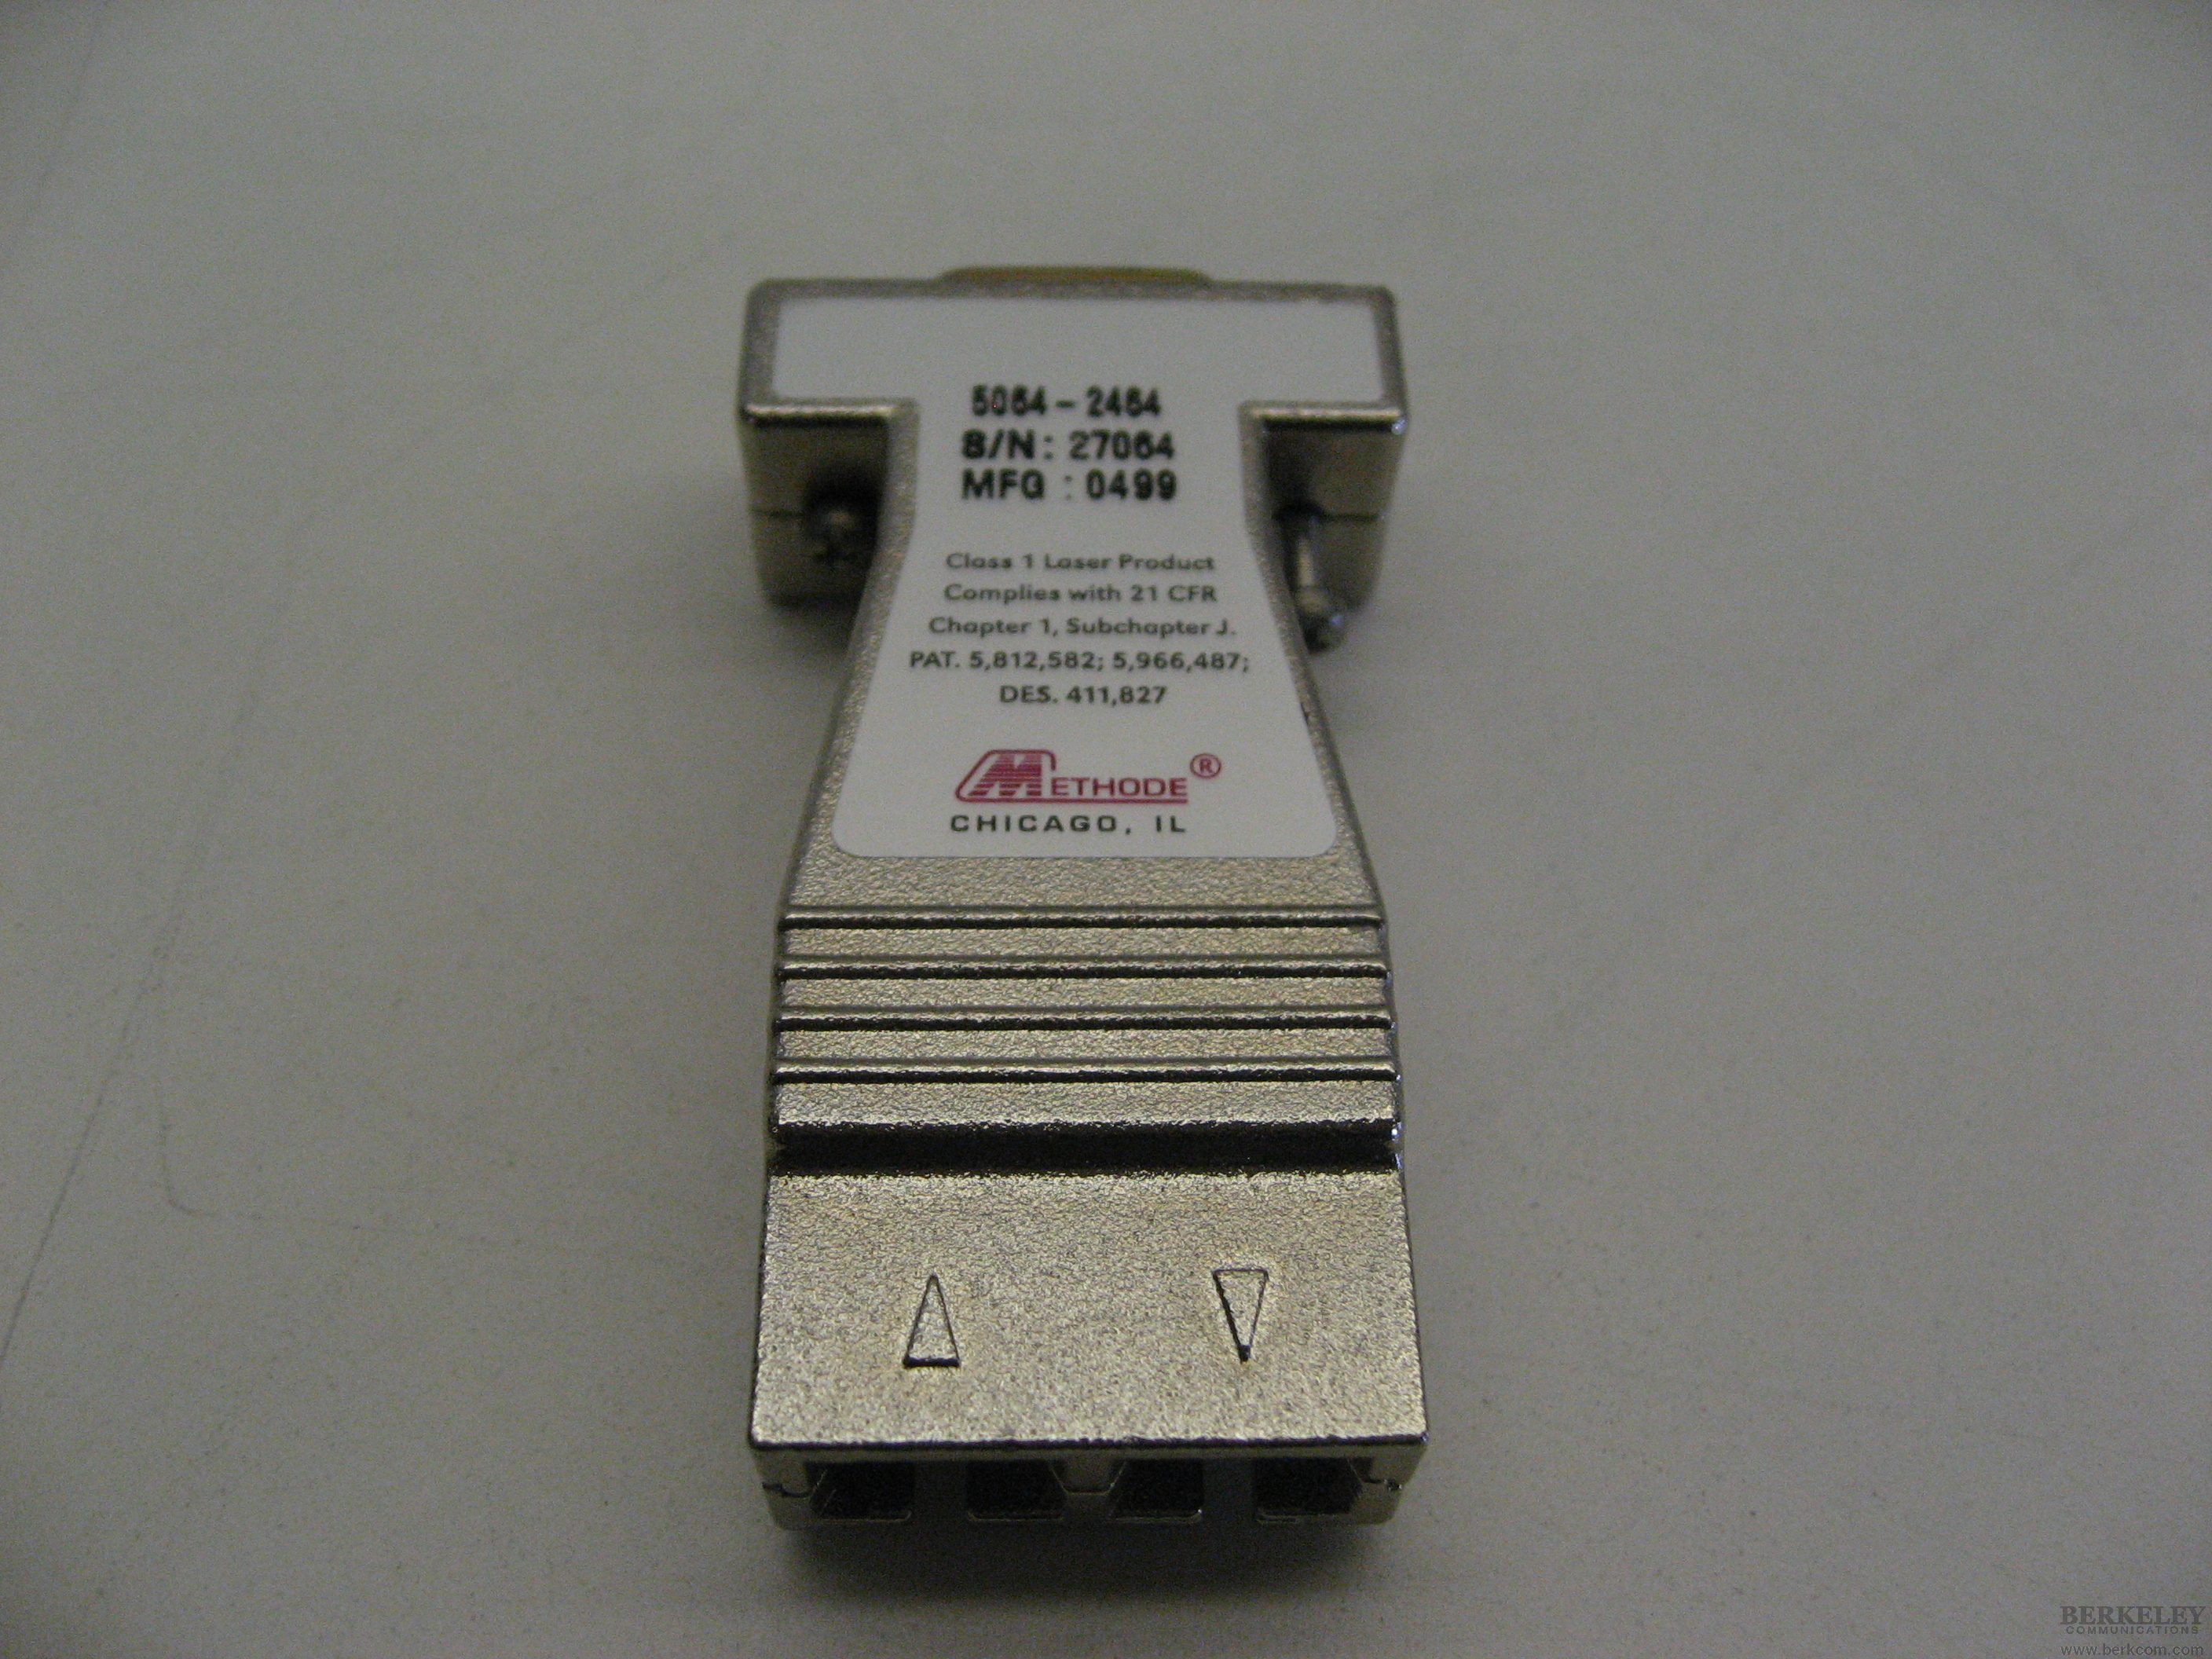 5064-2464
S/N: 27064
MFG : 0499
Class 1 Laser Product
Complies with 21 CFR
Chapter 1, Subchapter J.
PAT. 5,812,582; 5,966,487;
DES. 411,827
METHODE®
CHICAGO, IL
BERKELEY
COMMUNICATIONS
www.berkcom.com